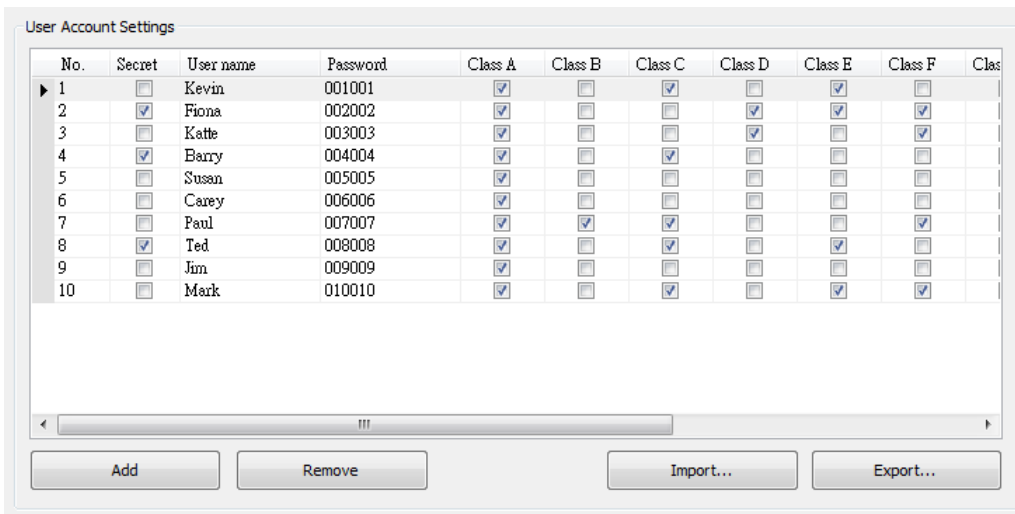 User Account Settings
No. Secret User name Password Class A Class B Class C Class D Class E Class F Clas
1 Kevin 001001
2 Fiona 002002
3 Katte 003003
4 Barry 004004
5 Susan 005005
6 Carey 006006
7 Paul 007007
8 Ted 008008
9 Jim 009009
10 Mark 010010
Add Remove Import... Export...